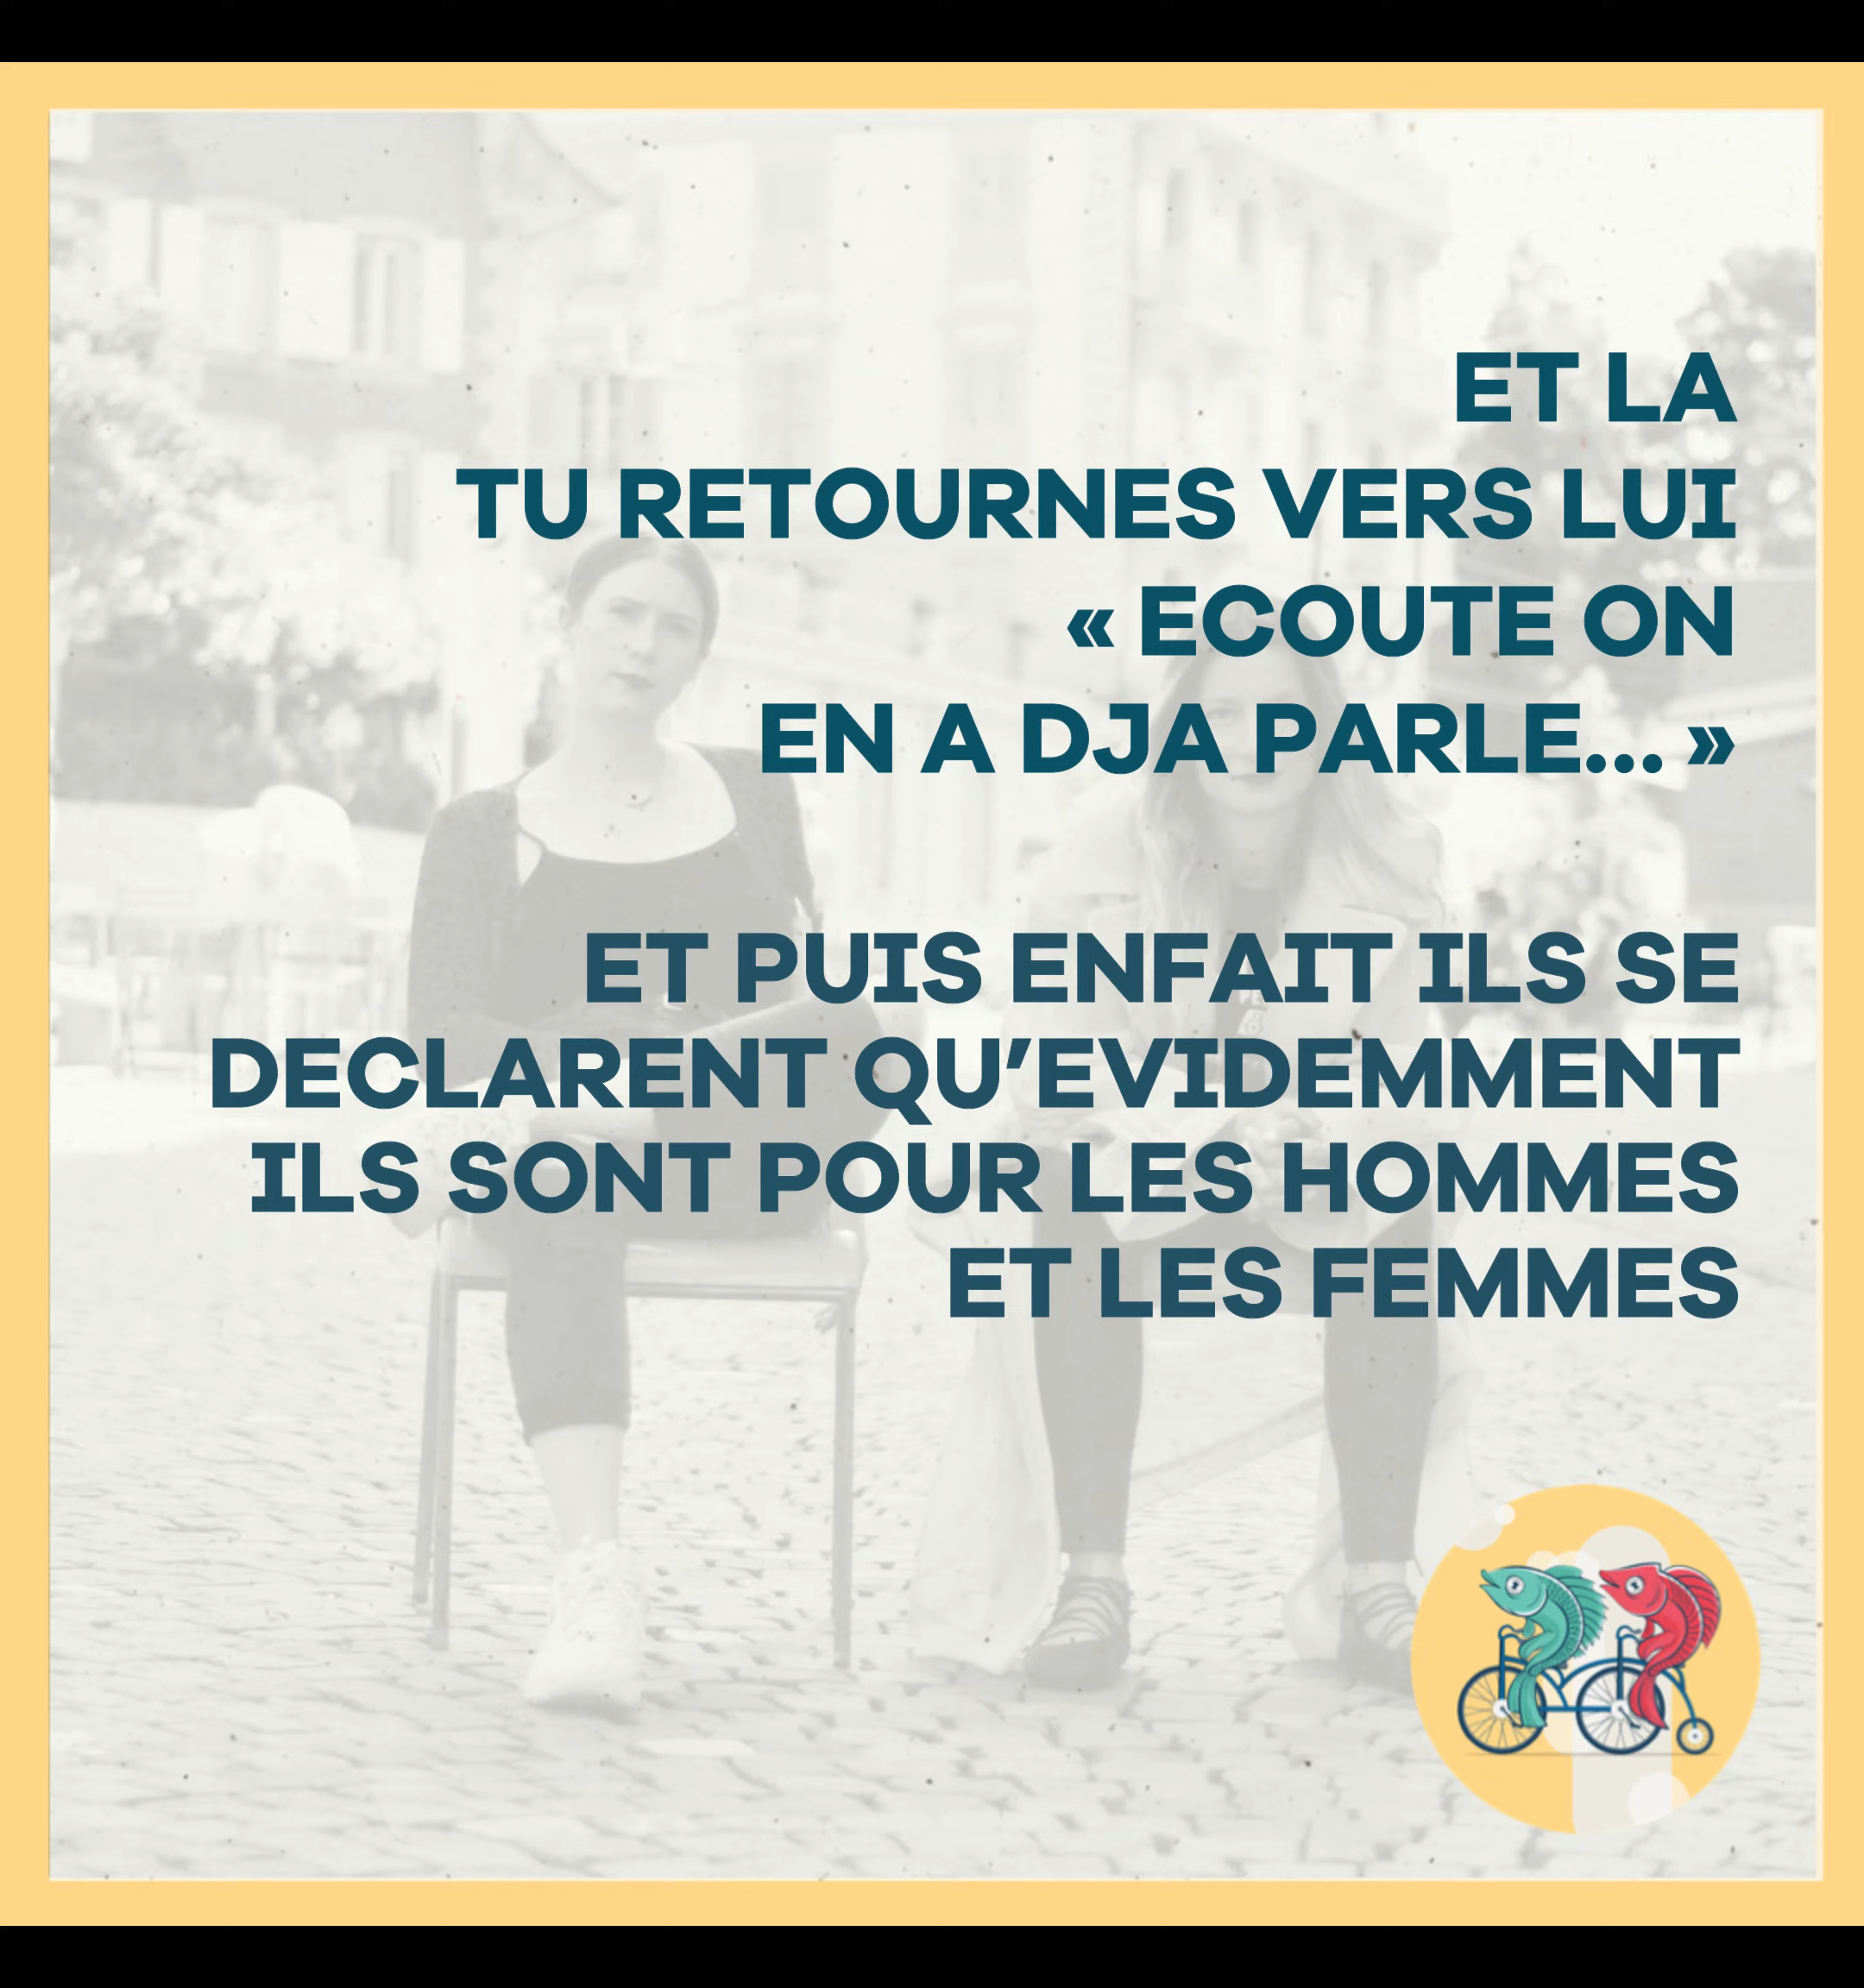 ET LA
TU RETOURNES VERS LUI
« ECOUTE ON
EN A DJA PARLE... »
ET PUIS ENFAIT ILS SE
DECLARENT QU’EVIDEMMENT
ILS SONT POUR LES HOMMES
ET LES FEMMES